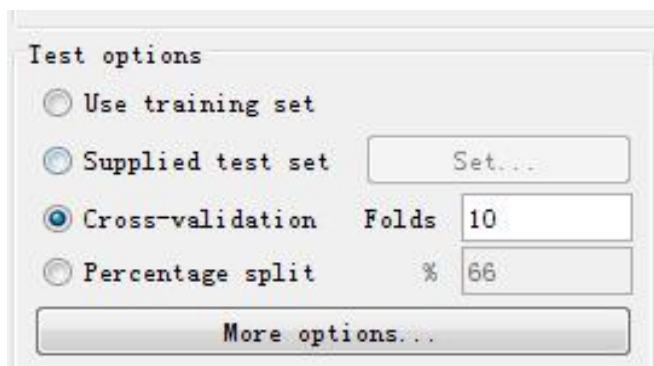 Test options
Use training set
Supplied test set Set...
Cross-validation Folds 10
Percentage split % 66
More options...